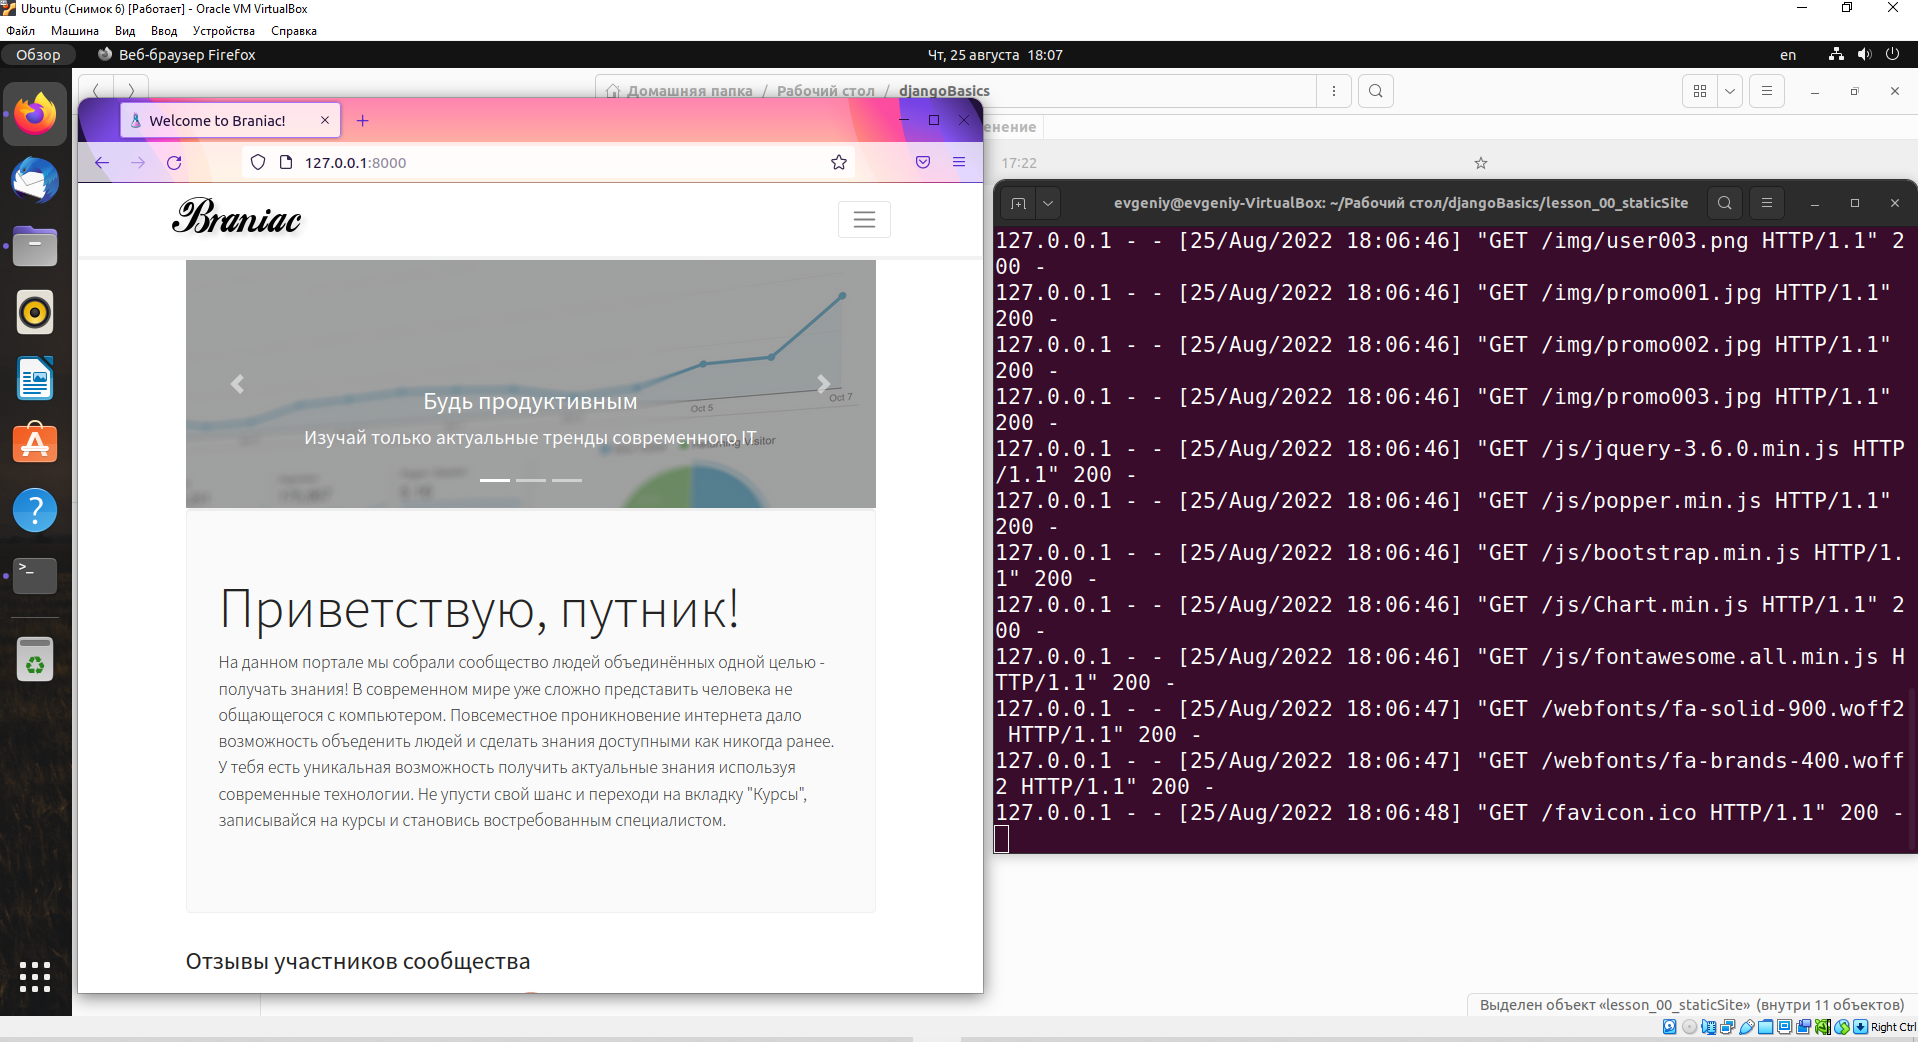 Ubuntu (Снимок 6) [Работает] - Oracle VM VirtualBox
Файл Машина Вид Ввод Устройства Справка
Обзор Веб-браузер Firefox Чт, 25 августа 18:07 en
Домашняя папка / Рабочий стол / djangoBasics
Welcome to Braniac!
енение
127.0.0.1:8000
17:22
Braniac
evgeniy@evgeniy-VirtualBox: ~/Рабочий стол/djangoBasics/lesson_00_staticSite
Oct 5
Oct 7
Будь продуктивным
Изучай только актуальные тренды современного IT
Приветствую, путник!
На данном портале мы собрали сообщество людей объединённых одной целью -
получать знания! В современном мире уже сложно представить человека не
общающегося с компьютером. Повсеместное проникновение интернета дало
возможность объеденить людей и сделать знания доступными как никогда ранее.
У тебя есть уникальная возможность получить актуальные знания используя
современные технологии. Не упусти свой шанс и переходи на вкладку "Курсы",
записывайся на курсы и становись востребованным специалистом.
Отзывы участников сообщества
127.0.0.1 - - [25/Aug/2022 18:06:46] "GET /img/user003.png HTTP/1.1" 2
00 -
127.0.0.1 - - [25/Aug/2022 18:06:46] "GET /img/promo001.jpg HTTP/1.1"
200 -
127.0.0.1 - - [25/Aug/2022 18:06:46] "GET /img/promo002.jpg HTTP/1.1"
200 -
127.0.0.1 - - [25/Aug/2022 18:06:46] "GET /img/promo003.jpg HTTP/1.1"
200 -
127.0.0.1 - - [25/Aug/2022 18:06:46] "GET /js/jquery-3.6.0.min.js HTTP
/1.1" 200 -
127.0.0.1 - - [25/Aug/2022 18:06:46] "GET /js/popper.min.js HTTP/1.1"
200 -
127.0.0.1 - - [25/Aug/2022 18:06:46] "GET /js/bootstrap.min.js HTTP/1.
1" 200 -
127.0.0.1 - - [25/Aug/2022 18:06:46] "GET /js/Chart.min.js HTTP/1.1" 2
00 -
127.0.0.1 - - [25/Aug/2022 18:06:46] "GET /js/fontawesome.all.min.js H
TTP/1.1" 200 -
127.0.0.1 - - [25/Aug/2022 18:06:47] "GET /webfonts/fa-solid-900.woff2
HTTP/1.1" 200 -
127.0.0.1 - - [25/Aug/2022 18:06:47] "GET /webfonts/fa-brands-400.woff
2 HTTP/1.1" 200 -
127.0.0.1 - - [25/Aug/2022 18:06:48] "GET /favicon.ico HTTP/1.1" 200 -
Выделен объект «lesson_00_staticSite» (внутри 11 объектов)
Right Ctrl